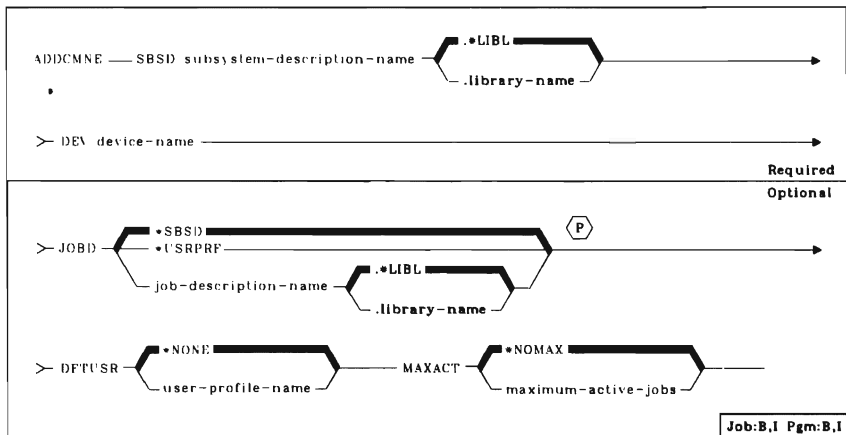 .*LIBL
ADDCMNE SBSD subsystem-description-name
.library-name
DEV device-name
Required
Optional
*SBSD
P
JOBD *USRPRF
.*LIBL
job-description-name
.library-name
*NONE *NOMAX
DFTUSR MAXACT
user-profile-name maximum-active-jobs
Job:B,I Pgm:B,I